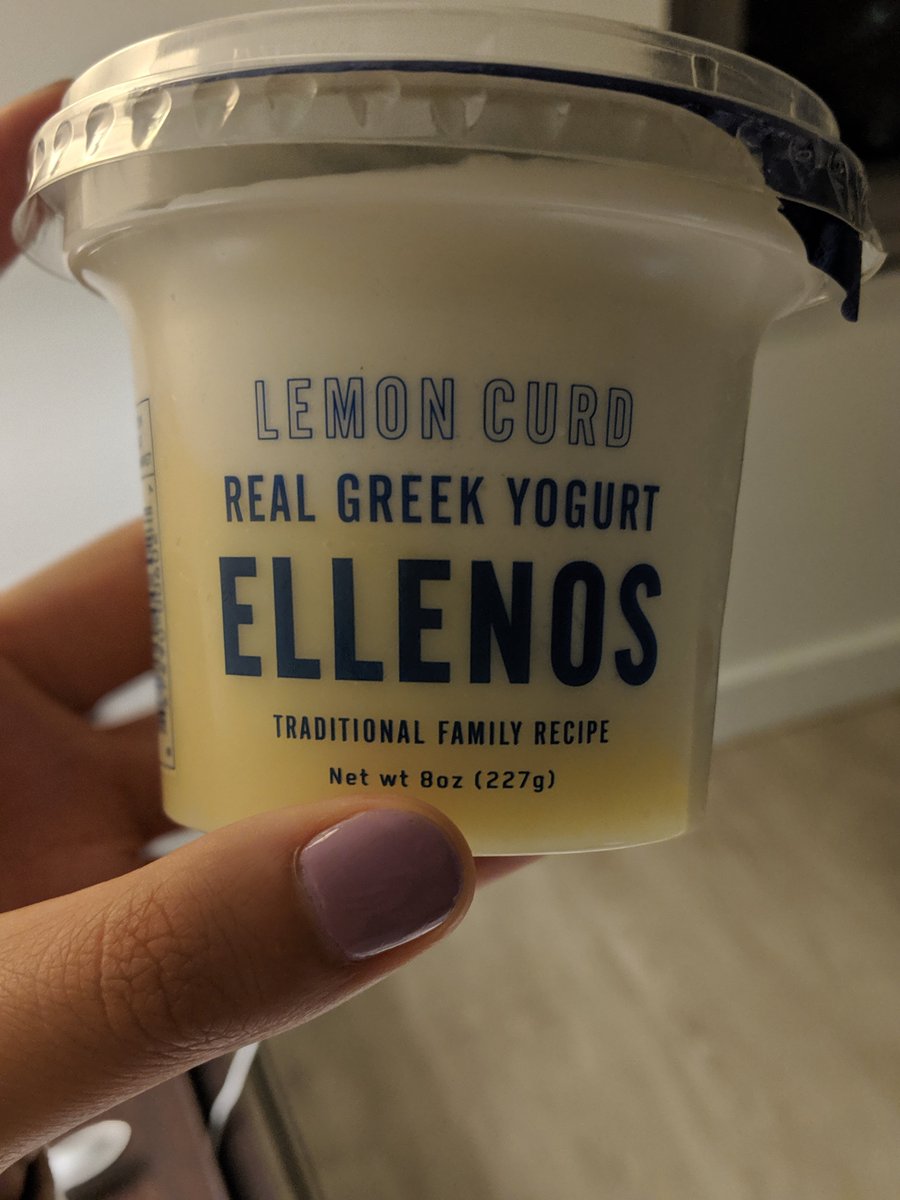 LEMON CURD
REAL GREEK YOGURT
ELLENOS
TRADITIONAL FAMILY RECIPE
Net wt 8oz (227g)